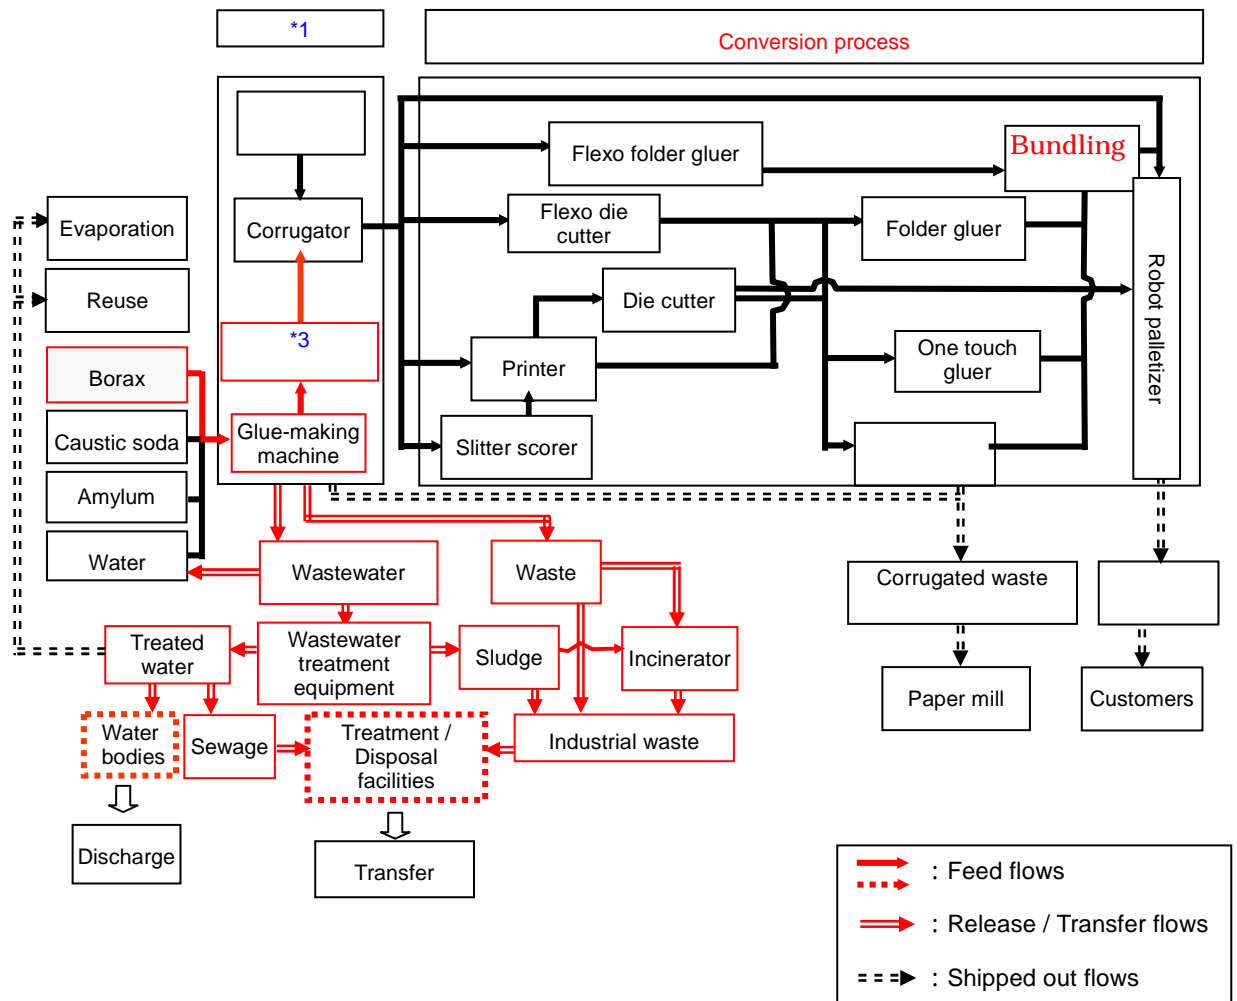 *1
Conversion process
Flexo folder gluer
Bundling
Evaporation
Corrugator
Flexo die
cutter
Folder gluer
Robot palletizer
Reuse
Die cutter
*3
Borax
Printer
One touch
gluer
Caustic soda
Glue-making
machine
Slitter scorer
Amylum
Water
Wastewater
Waste
Corrugated waste
Treated
water
Wastewater
treatment
equipment
Sludge
Incinerator
Paper mill
Customers
Water
bodies
Sewage
Treatment /
Disposal
facilities
Industrial waste
Discharge
Transfer
: Feed flows
: Release / Transfer flows
: Shipped out flows